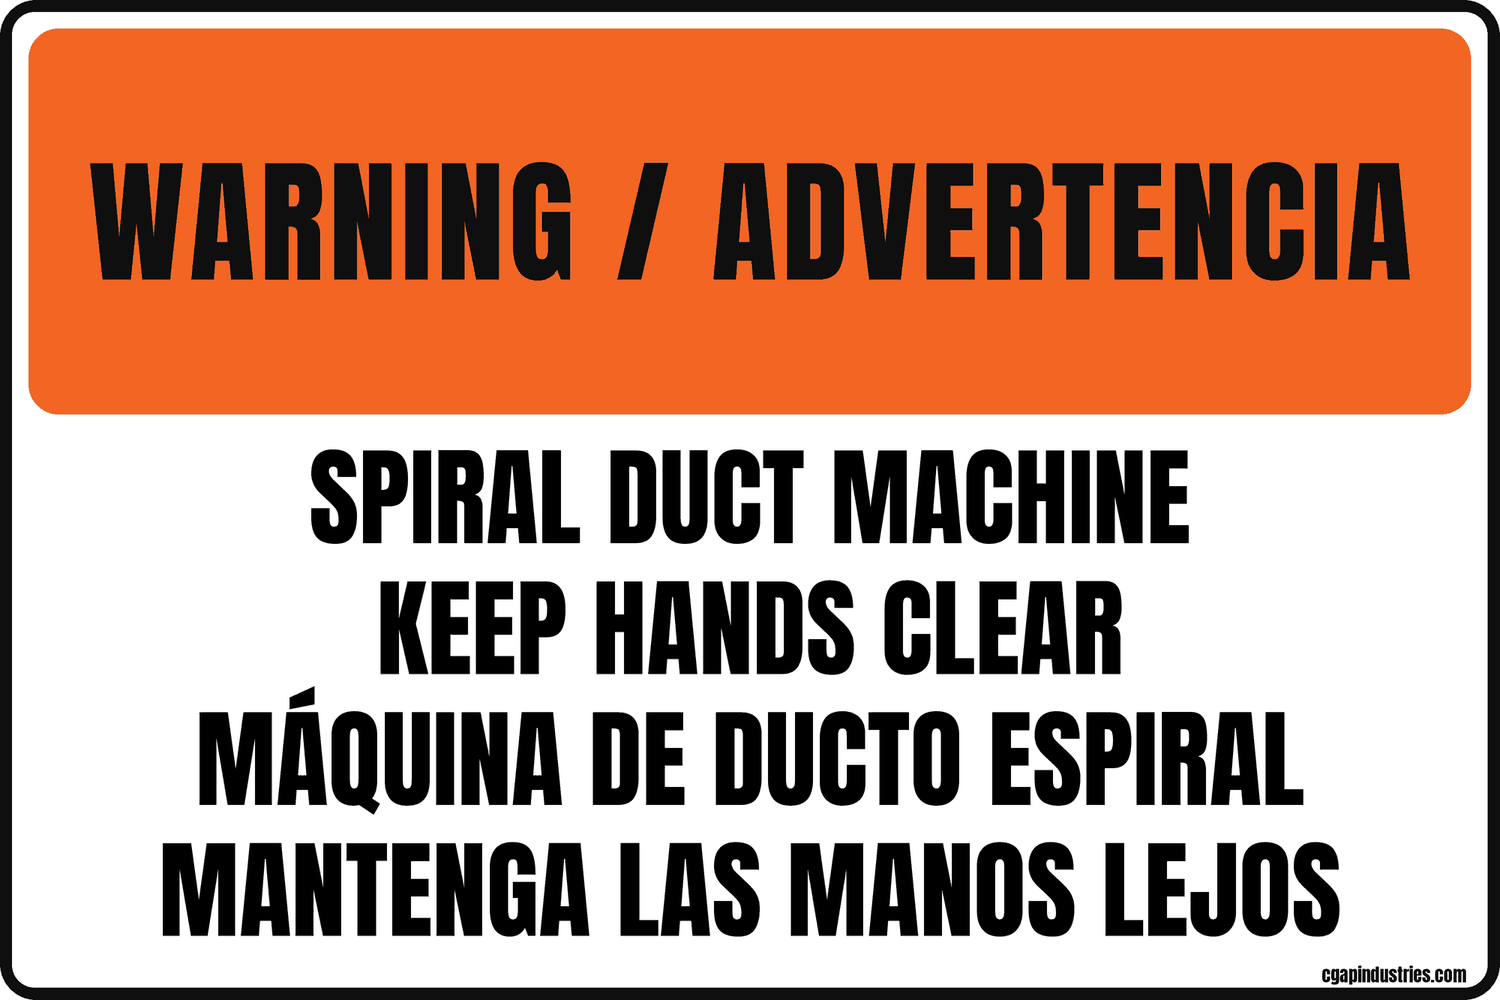 WARNING / ADVERTENCIA
SPIRAL DUCT MACHINE
KEEP HANDS CLEAR
MÁQUINA DE DUCTO ESPIRAL
MANTENGA LAS MANOS LEJOS
cgapindustries.com